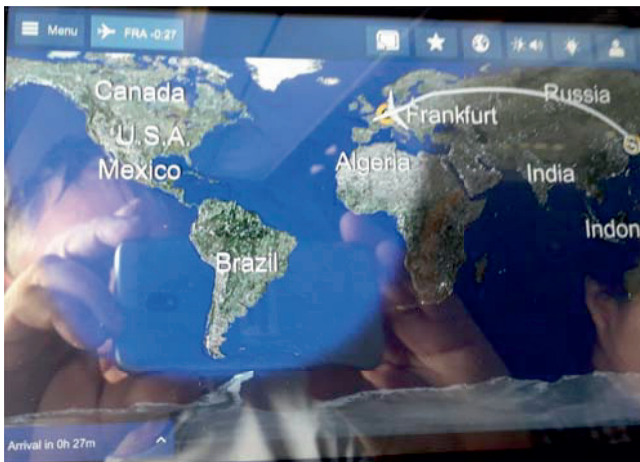 Menu
FRA -0:27
Canada
Russia
Frankfurt
U.S.A.
Algeria
Mexico
India
Indon
Brazil
Arrival in 0h 27m